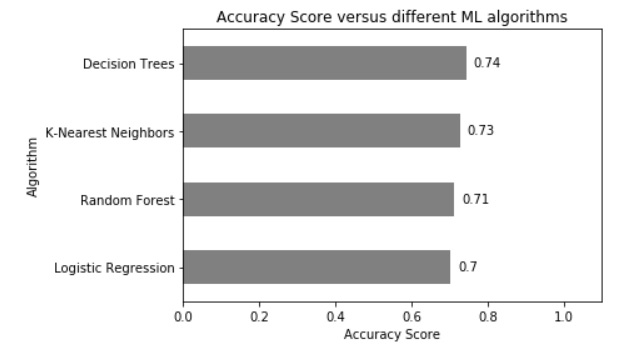 Accuracy Score versus different ML algorithms
Algorithm
Decision Trees 0.74
K-Nearest Neighbors 0.73
Random Forest 0.71
Logistic Regression 0.7
0.0 0.2 0.4 0.6 0.8 1.0
Accuracy Score